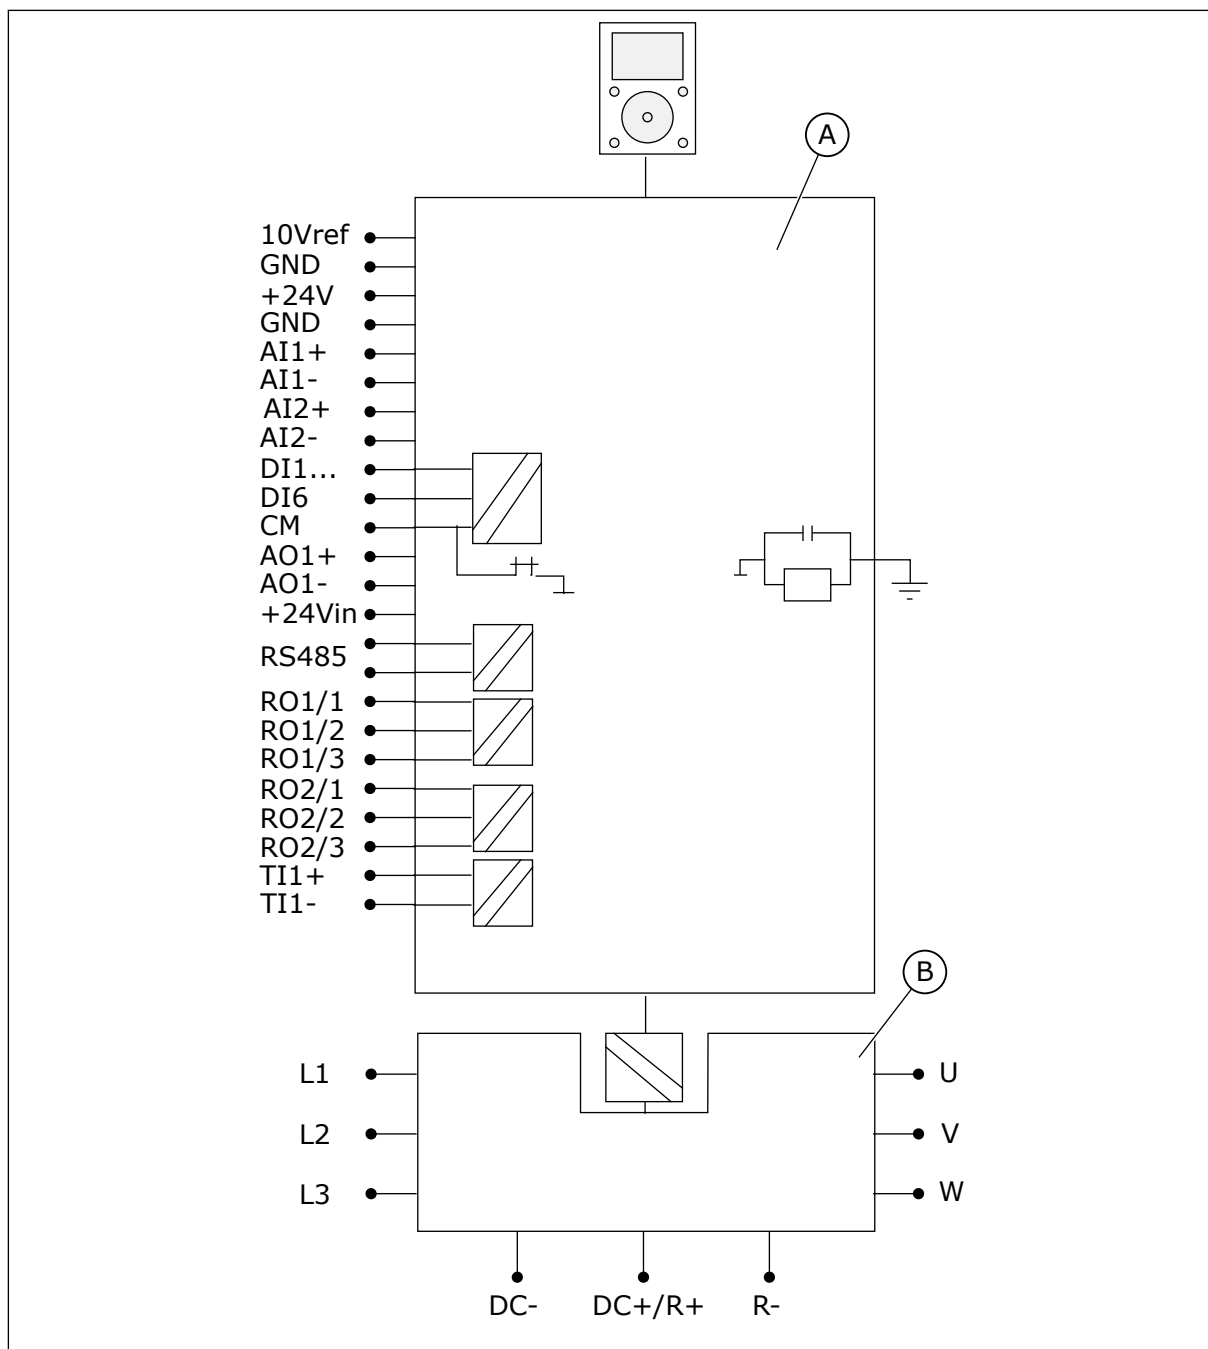 A
10Vref
GND
+24V
GND
AI1+
AI1-
AI2+
AI2-
DI1...
DI6
CM
AO1+
AO1-
+24Vin
RS485
RO1/1
RO1/2
RO1/3
RO2/1
RO2/2
RO2/3
TI1+
TI1-
B
L1
U
L2
V
L3
W
DC-
DC+/R+
R-